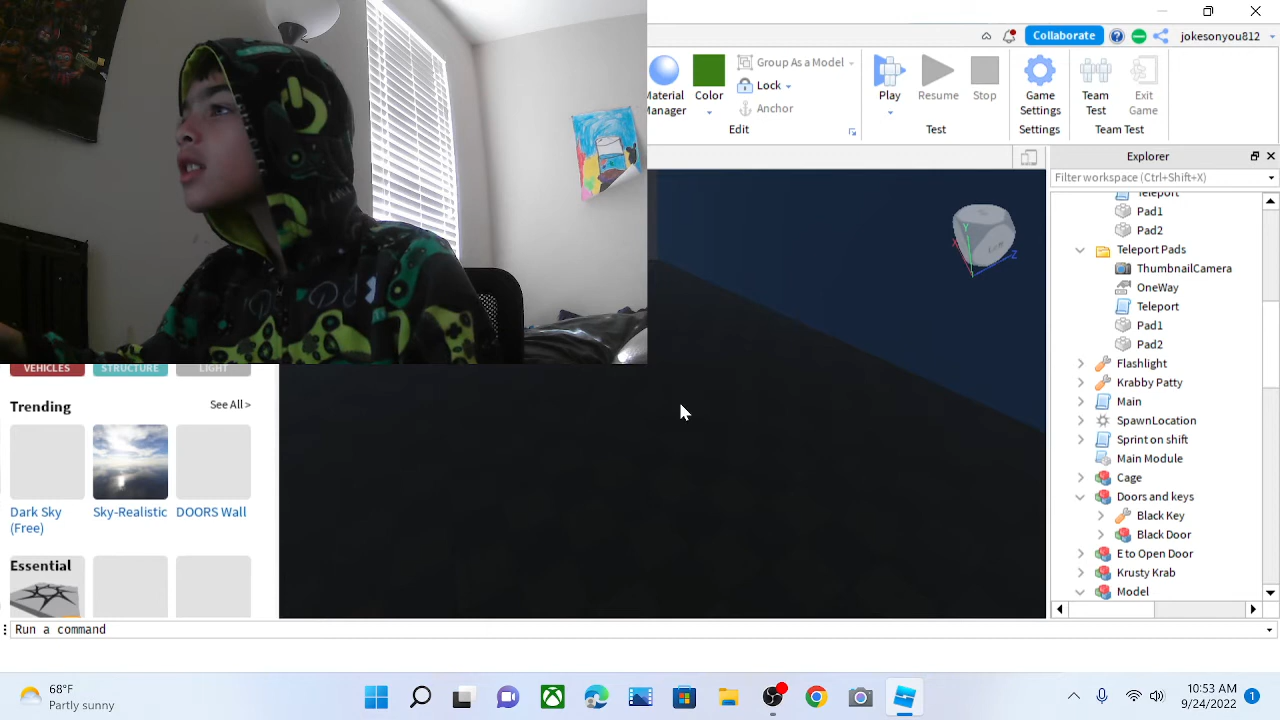 Collaborate
jokesonyou812
Material
Manager
Color
Group As a Model
Lock
Anchor
Edit
Play
Resume
Stop
Test
Game
Settings
Settings
Team
Test
Exit
Game
Team Test
Explorer
Filter workspace (Ctrl+Shift+X)
Teleport
Pad1
Pad2
Teleport Pads
ThumbnailCamera
OneWay
Teleport
Pad1
Pad2
Flashlight
Krabby Patty
Main
SpawnLocation
Sprint on shift
Main Module
Cage
Doors and keys
Black Key
Black Door
E to Open Door
Krusty Krab
Model
VEHICLES
STRUCTURE
LIGHT
Trending
See All >
Dark Sky
(Free)
Sky-Realistic
DOORS Wall
Essential
Run a command
68°F
Partly sunny
10:53 AM
9/24/2022
1